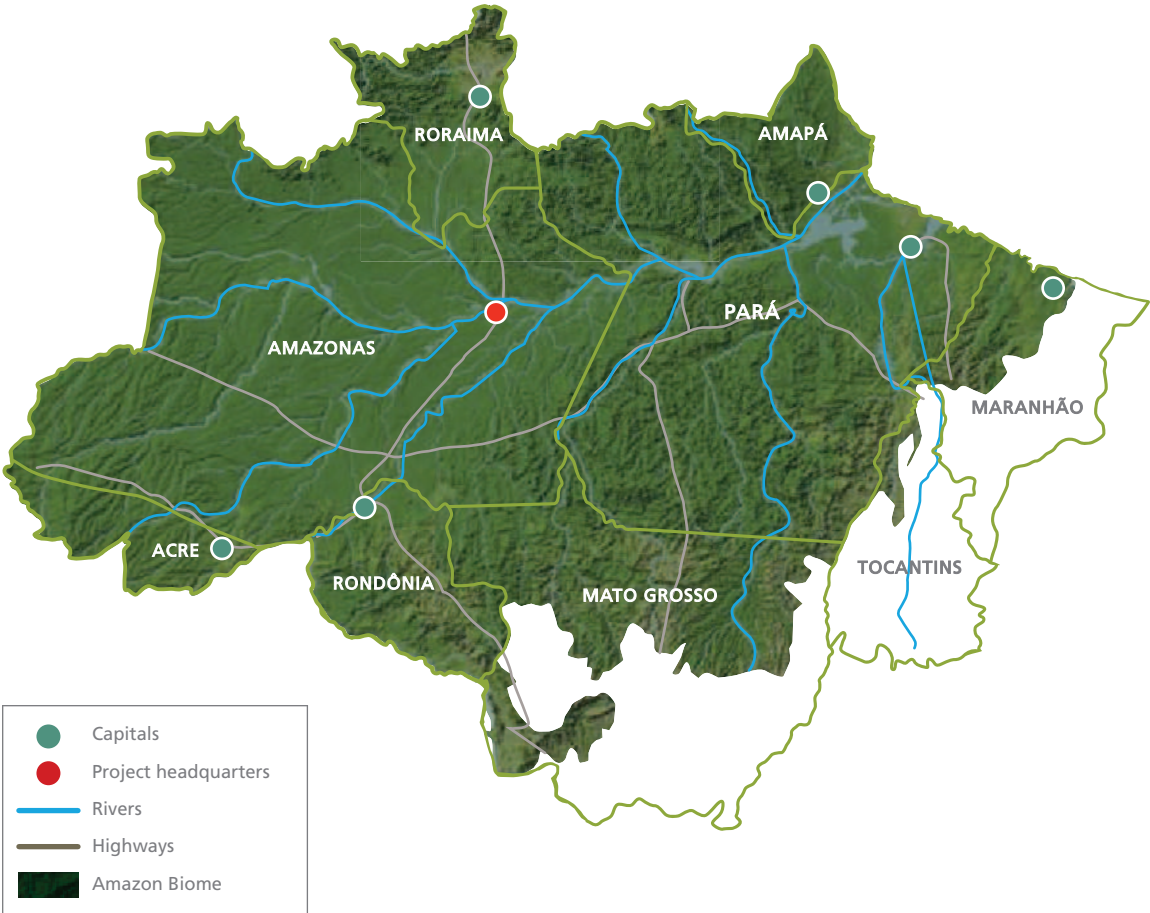 RORAIMA
AMAPÁ
PARÁ
AMAZONAS
MARANHÃO
ACRE
RONDÔNIA
MATO GROSSO
TOCANTINS
Capitals
Project headquarters
Rivers
Highways
Amazon Biome